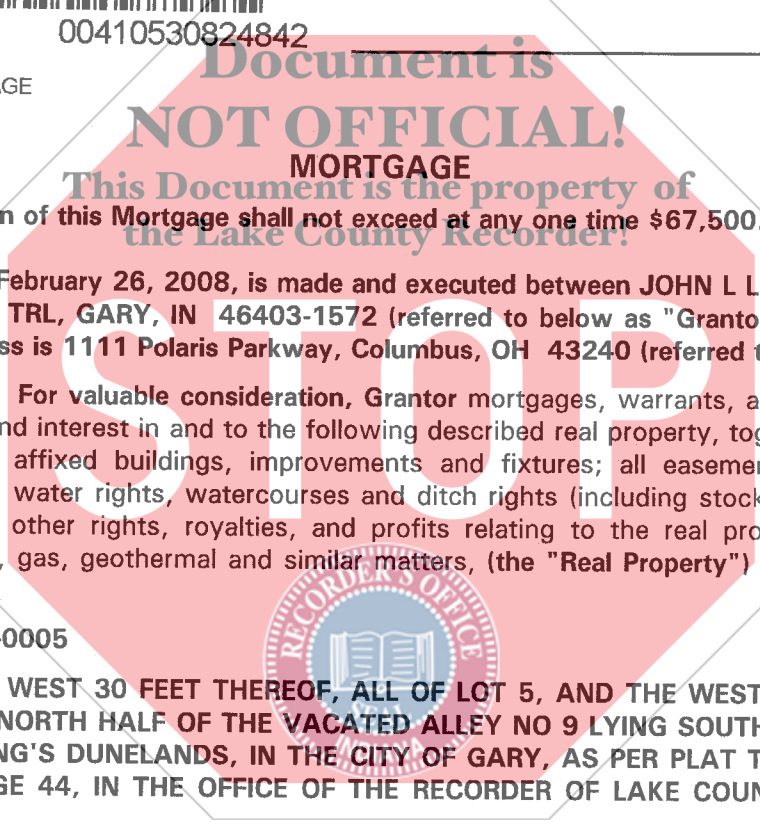 00410530824842
Document is
AGE
NOT OFFICIAL!
MORTGAGE
This Document is the property of
n of this Mortgage shall not exceed at any one time $67,500.
the Lake County Recorder!
February 26, 2008, is made and executed between JOHN L L
TRL, GARY, IN 46403-1572 (referred to below as "Granto
ss is 1111 Polaris Parkway, Columbus, OH 43240 (referred t
STOP
For valuable consideration, Grantor mortgages, warrants, a
nd interest in and to the following described real property, tog
affixed buildings, improvements and fixtures; all easeme
water rights, watercourses and ditch rights (including stock
other rights, royalties, and profits relating to the real pro
, gas, geothermal and similar matters, (the "Real Property")
RECORDER'S OFFICE
-0005
WEST 30 FEET THEREOF, ALL OF LOT 5, AND THE WEST
SEAL
NORTH HALF OF THE VACATED ALLEY NO 9 LYING SOUTH
INDIANA
NG'S DUNELANDS, IN THE CITY OF GARY, AS PER PLAT T
GE 44, IN THE OFFICE OF THE RECORDER OF LAKE COUN